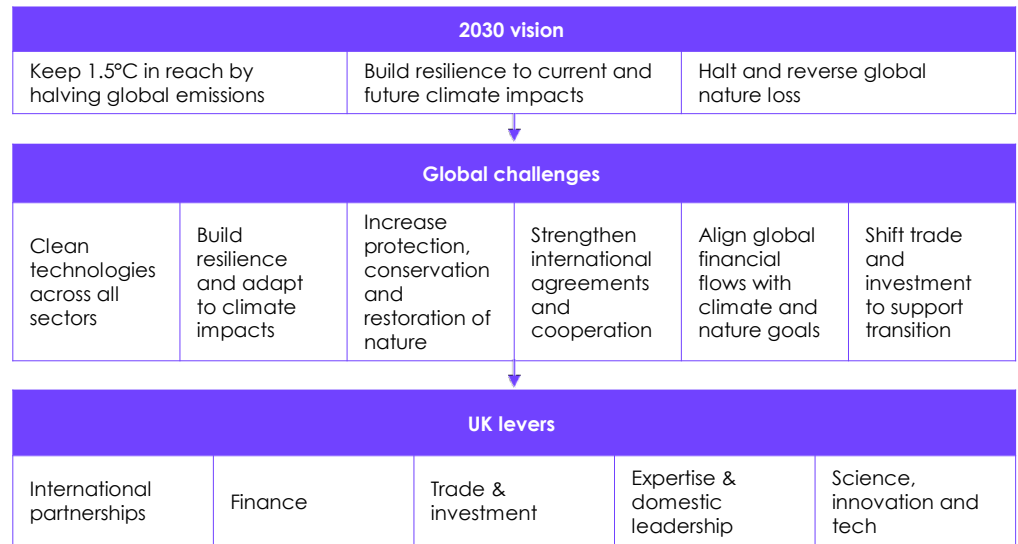 2030 vision
Keep 1.5°C in reach by
halving global emissions
Build resilience to current and
future climate impacts
Halt and reverse global
nature loss
Global challenges
Clean
technologies
across all
sectors
Build
resilience
and adapt
to climate
impacts
Increase
protection,
conservation
and
restoration of
nature
Strengthen
international
agreements
and
cooperation
Align global
financial
flows with
climate and
nature goals
Shift trade
and
investment
to support
transition
UK levers
International
partnerships
Finance
Trade &
investment
Expertise &
domestic
leadership
Science,
innovation and
tech